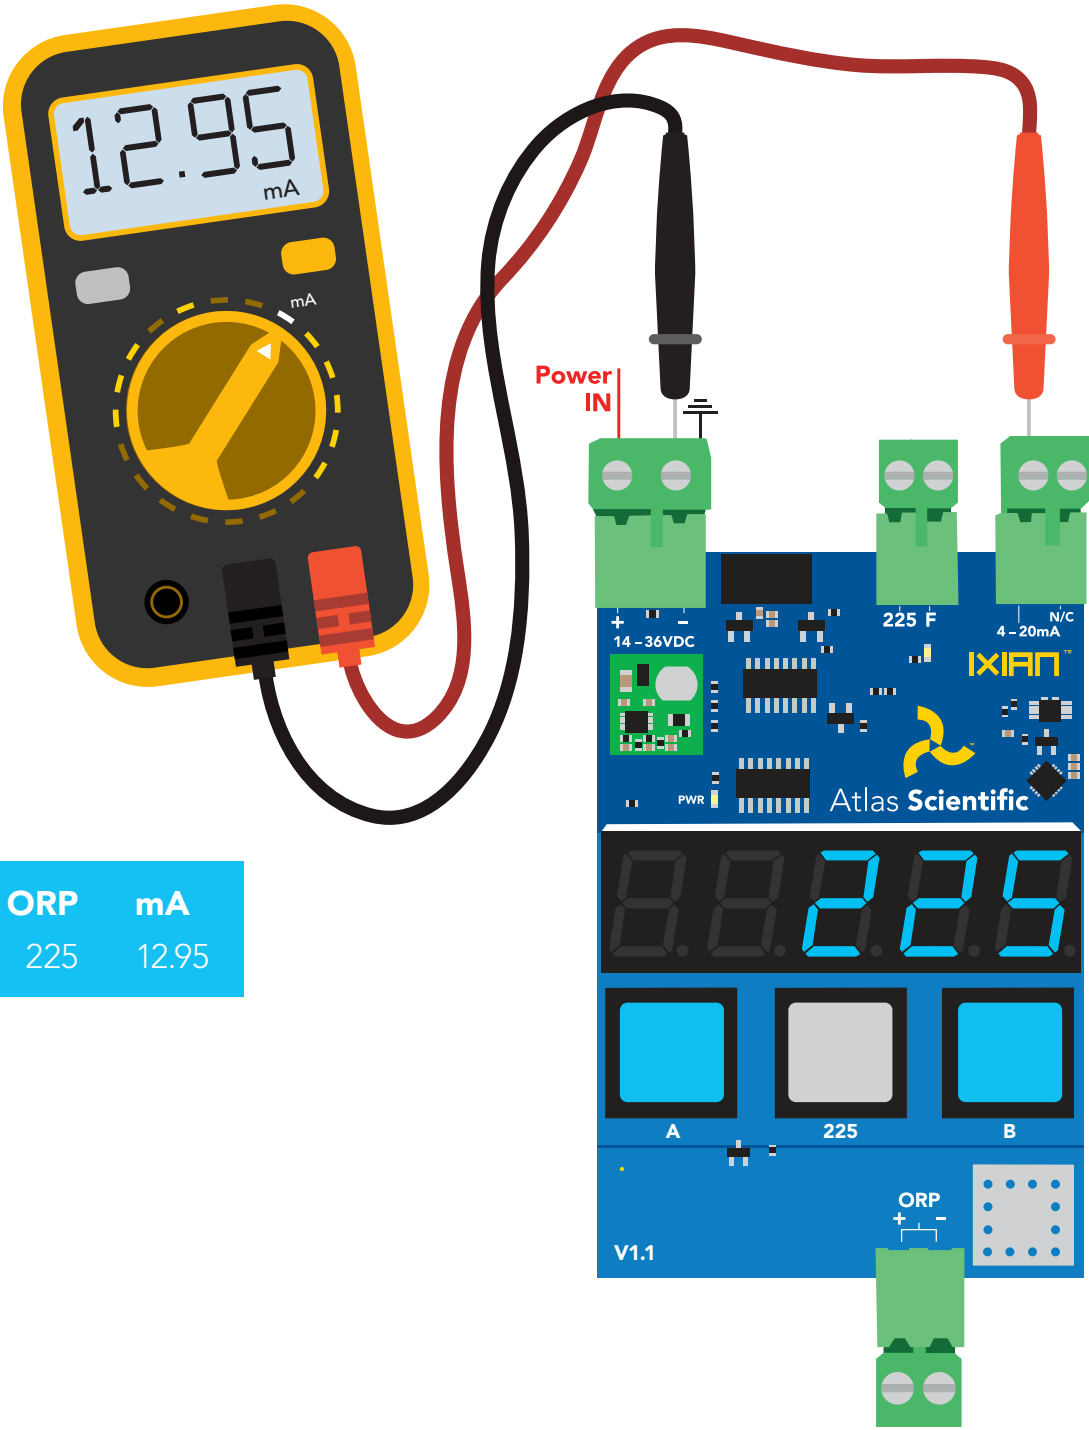 12.95
mA
mA
Power
IN
+ −
14 – 36VDC
225 F
N/C
4 – 20mA
IXIAN™
PWR
Atlas Scientific
225
ORP mA
225 12.95
A 225 B
ORP
+ −
V1.1